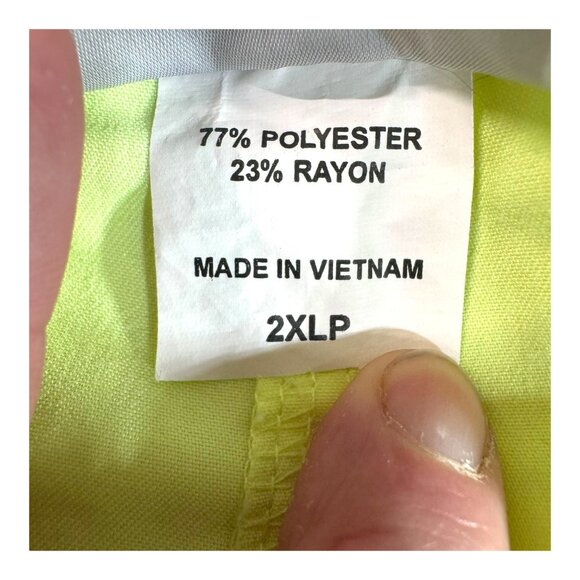 77% POLYESTER
23% RAYON
MADE IN VIETNAM
2XLP